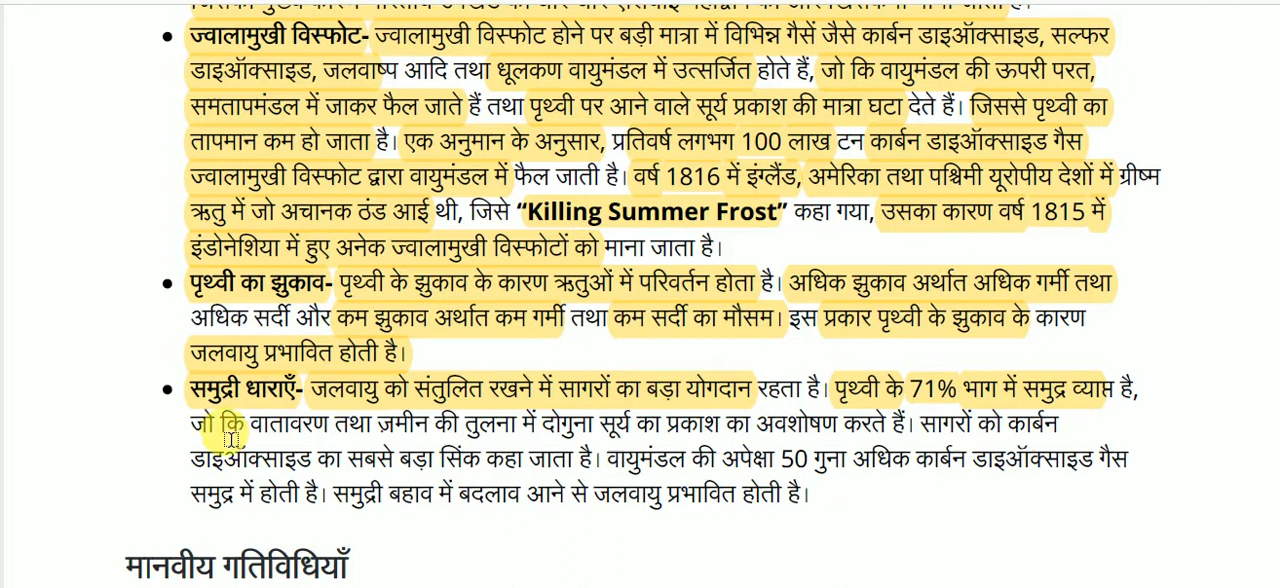 ज्वालामुखी विस्फोट- ज्वालामुखी विस्फोट होने पर बड़ी मात्रा में विभिन्न गैसें जैसे कार्बन डाइऑक्साइड, सल्फर
डाइऑक्साइड, जलवाष्प आदि तथा धूलकण वायुमंडल में उत्सर्जित होते हैं, जो कि वायुमंडल की ऊपरी परत,
समतापमंडल में जाकर फैल जाते हैं तथा पृथ्वी पर आने वाले सूर्य प्रकाश की मात्रा घटा देते हैं। जिससे पृथ्वी का
तापमान कम हो जाता है। एक अनुमान के अनुसार, प्रतिवर्ष लगभग 100 लाख टन कार्बन डाइऑक्साइड गैस
ज्वालामुखी विस्फोट द्वारा वायुमंडल में फैल जाती है। वर्ष 1816 में इंग्लैंड, अमेरिका तथा पश्चिमी यूरोपीय देशों में ग्रीष्म
ऋतु में जो अचानक ठंड आई थी, जिसे “Killing Summer Frost” कहा गया, उसका कारण वर्ष 1815 में
इंडोनेशिया में हुए अनेक ज्वालामुखी विस्फोटों को माना जाता है।
पृथ्वी का झुकाव- पृथ्वी के झुकाव के कारण ऋतुओं में परिवर्तन होता है। अधिक झुकाव अर्थात अधिक गर्मी तथा
अधिक सर्दी और कम झुकाव अर्थात कम गर्मी तथा कम सर्दी का मौसम। इस प्रकार पृथ्वी के झुकाव के कारण
जलवायु प्रभावित होती है।
समुद्री धाराएँ- जलवायु को संतुलित रखने में सागरों का बड़ा योगदान रहता है। पृथ्वी के 71% भाग में समुद्र व्याप्त है,
जो कि वातावरण तथा ज़मीन की तुलना में दोगुना सूर्य का प्रकाश का अवशोषण करते हैं। सागरों को कार्बन
डाइऑक्साइड का सबसे बड़ा सिंक कहा जाता है। वायुमंडल की अपेक्षा 50 गुना अधिक कार्बन डाइऑक्साइड गैस
समुद्र में होती है। समुद्री बहाव में बदलाव आने से जलवायु प्रभावित होती है।
मानवीय गतिविधियाँ